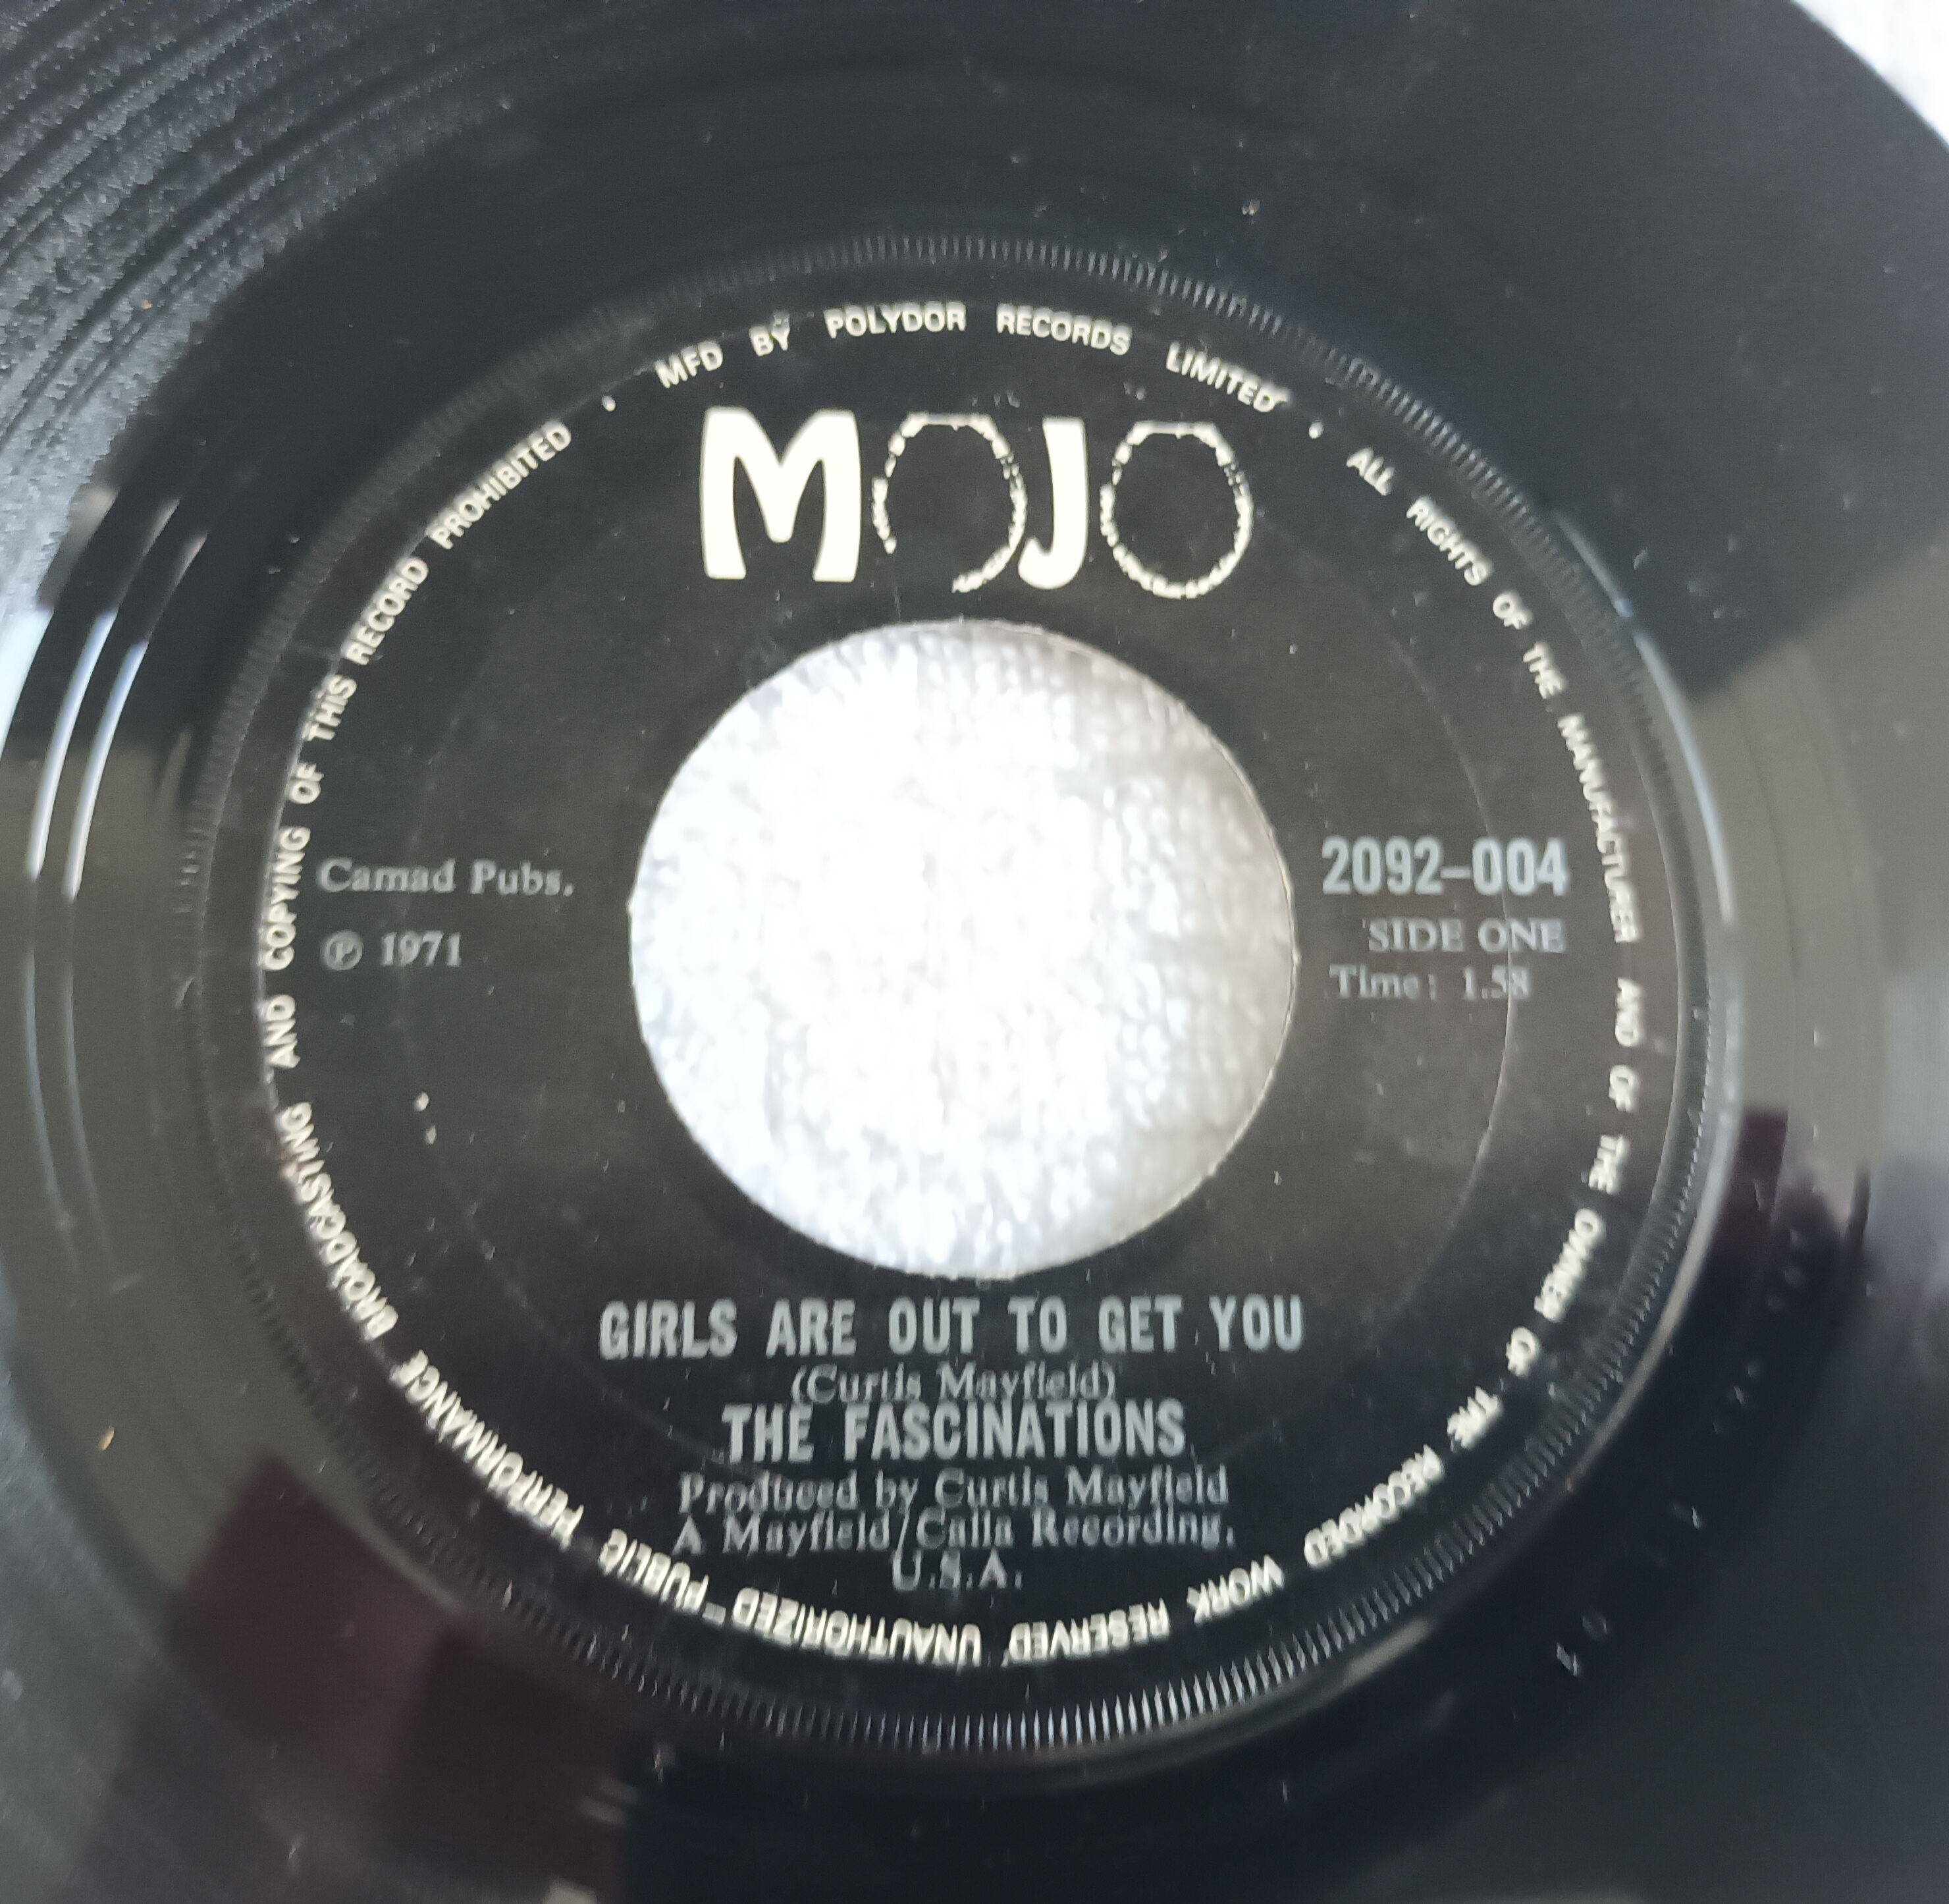 MFD BY POLYDOR RECORDS LIMITED • ALL RIGHTS OF THE MANUFACTURER AND OF THE OWNER OF THE RECORDED WORK RESERVED UNAUTHORIZED PUBLIC PERFORMANCE BROADCASTING AND COPYING OF THIS RECORD PROHIBITED •
MOJO
Camad Pubs.
℗ 1971
2092-004
SIDE ONE
Time: 1.58
GIRLS ARE OUT TO GET YOU
(Curtis Mayfield)
THE FASCINATIONS
Produced by Curtis Mayfield
A Mayfield/Calla Recording.
U.S.A.